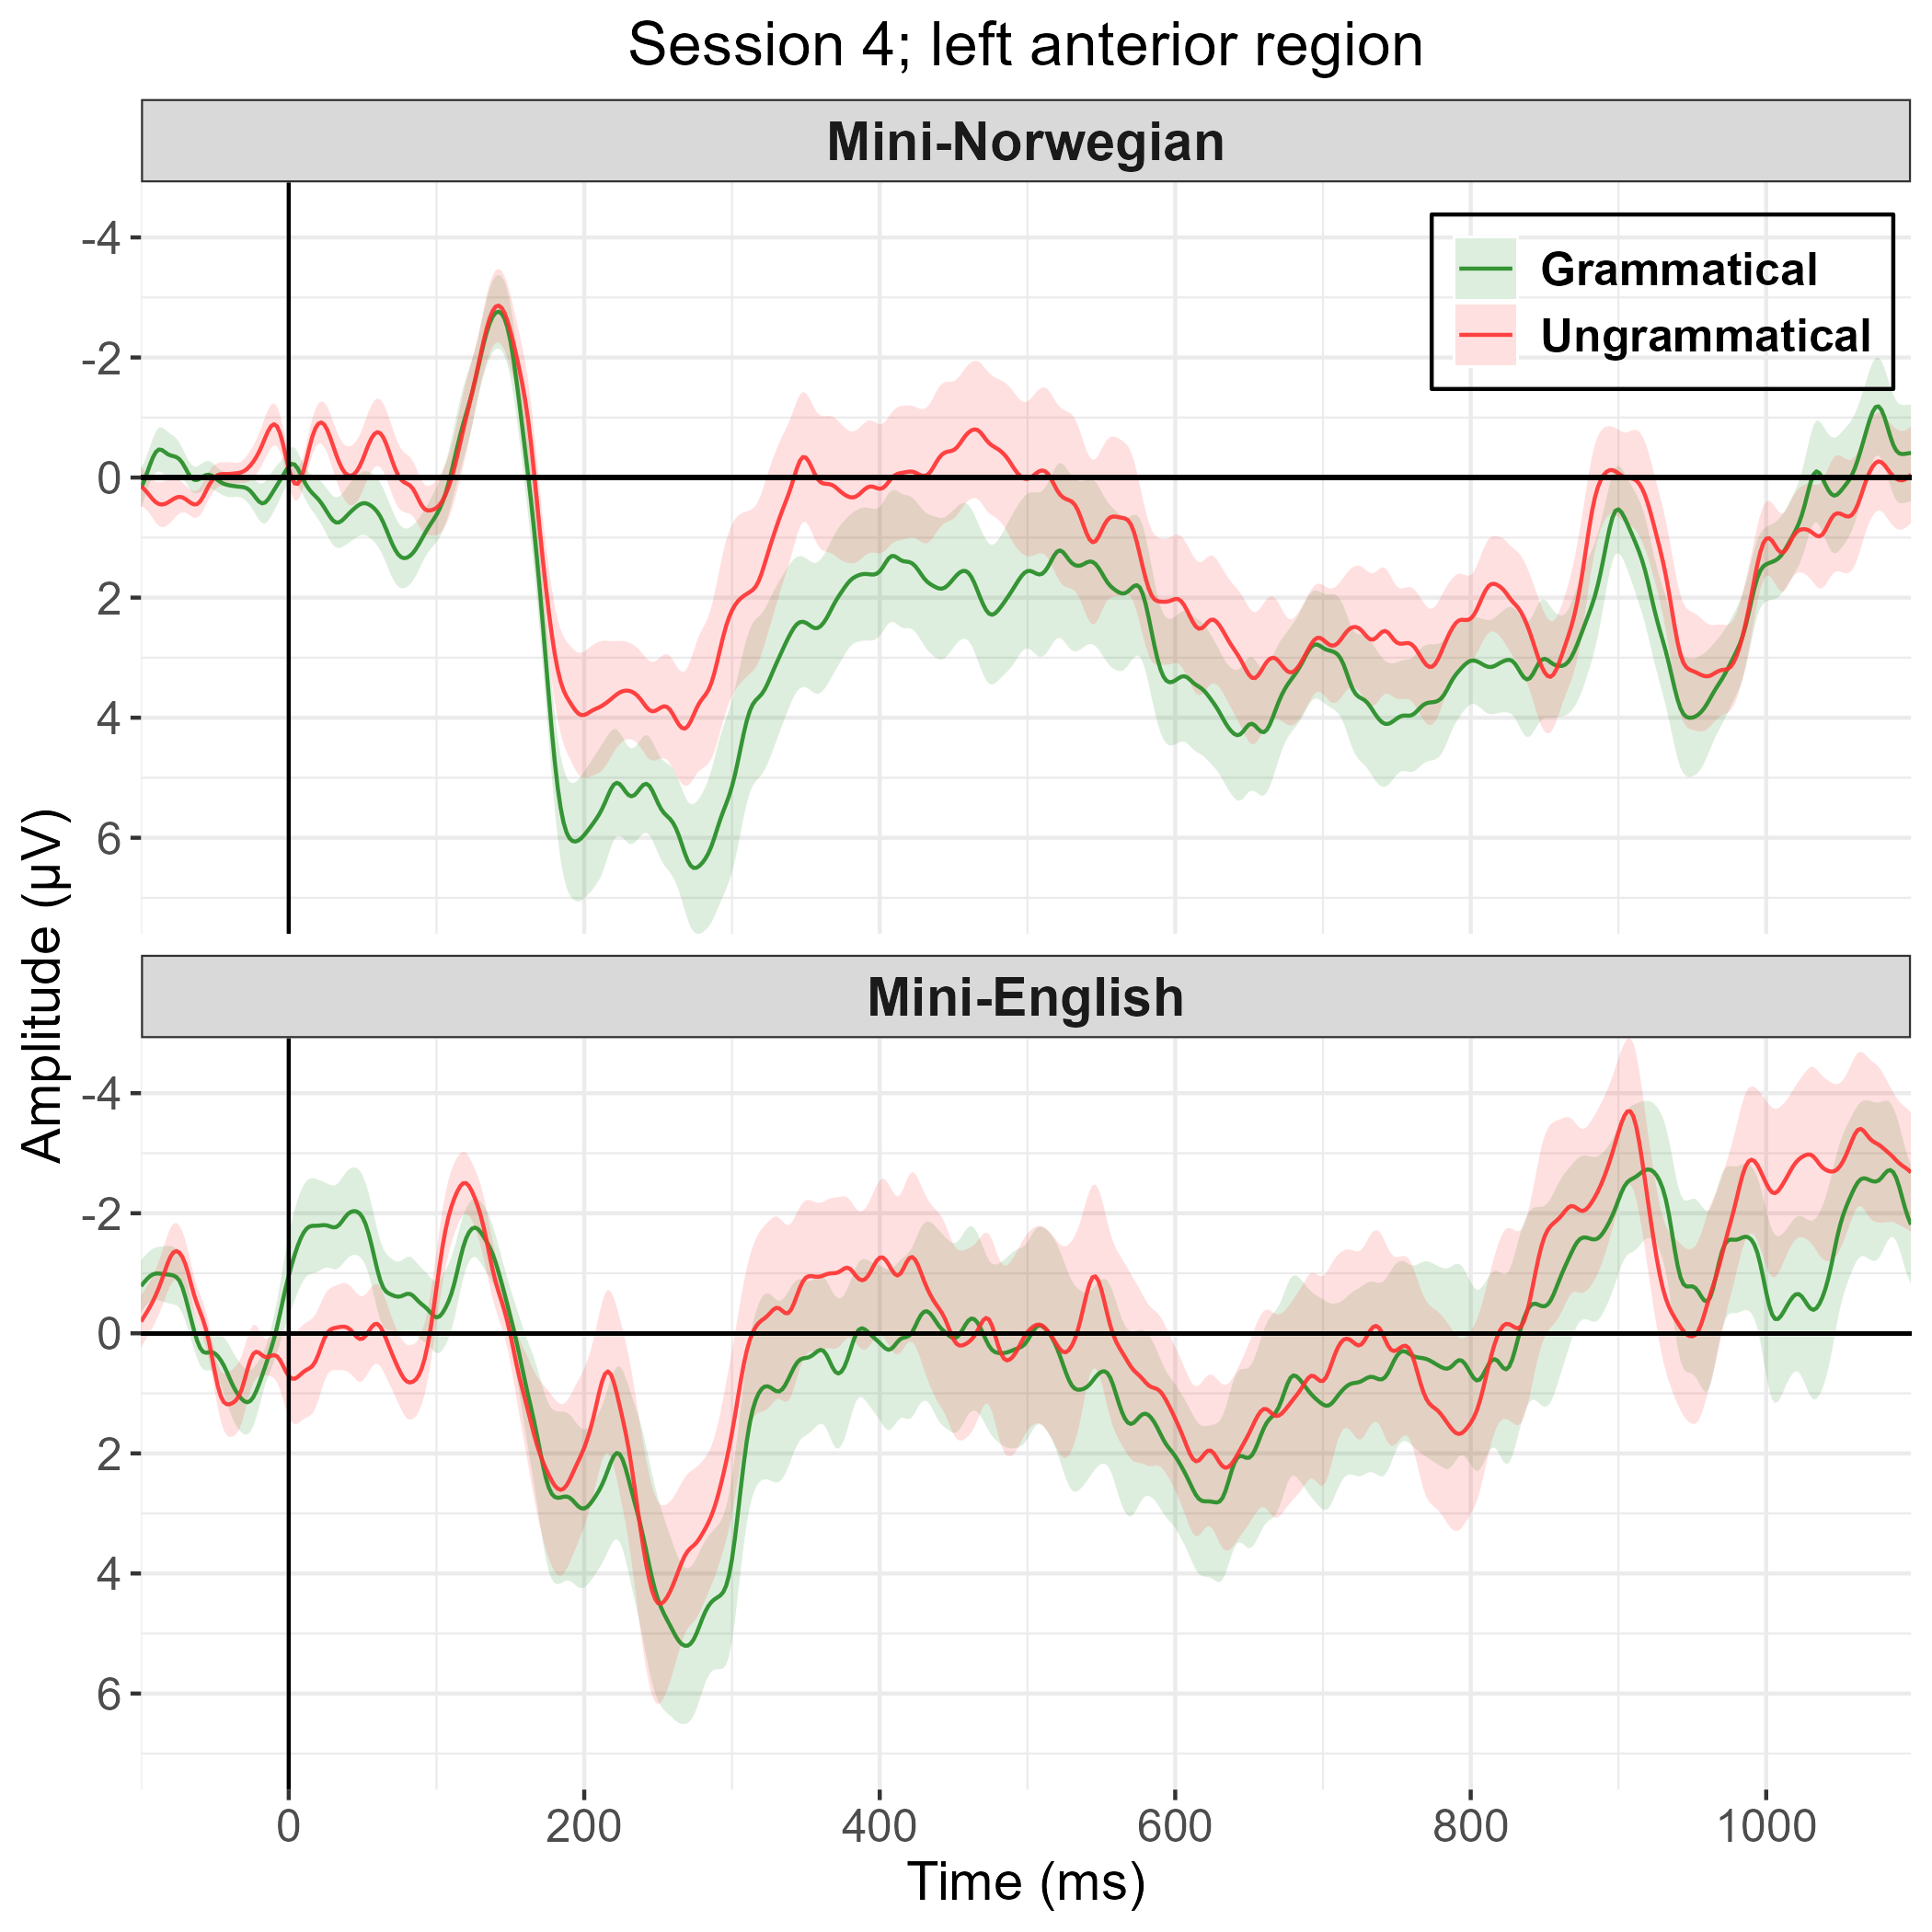 Session 4; left anterior region
Mini-Norwegian
-4
-2
0
2
4
6
Grammatical
Ungrammatical
Amplitude (µV)
Mini-English
-4
-2
0
2
4
6
0 200 400 600 800 1000
Time (ms)